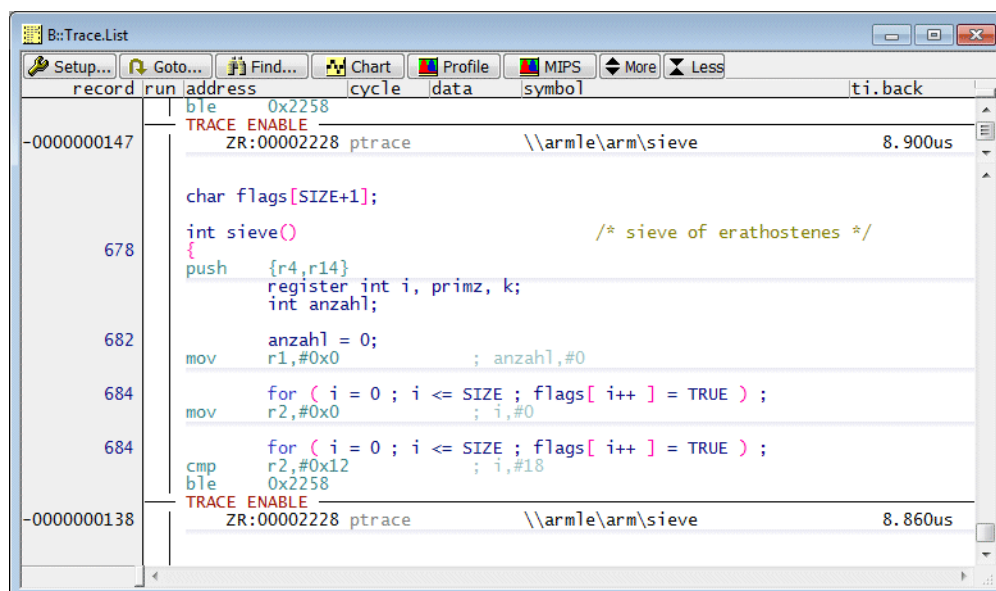 B::Trace.List
Setup... Goto... Find... Chart Profile MIPS More Less
record run address cycle data symbol ti.back
ble 0x2258
TRACE ENABLE
-0000000147 ZR:00002228 ptrace \\armle\arm\sieve 8.900us
char flags[SIZE+1];
int sieve() /* sieve of erathostenes */
678 {
push {r4,r14}
register int i, primz, k;
int anzahl;
682 anzahl = 0;
mov r1,#0x0 ; anzahl,#0
684 for ( i = 0 ; i <= SIZE ; flags[ i++ ] = TRUE ) ;
mov r2,#0x0 ; i,#0
684 for ( i = 0 ; i <= SIZE ; flags[ i++ ] = TRUE ) ;
cmp r2,#0x12 ; i,#18
ble 0x2258
TRACE ENABLE
-0000000138 ZR:00002228 ptrace \\armle\arm\sieve 8.860us